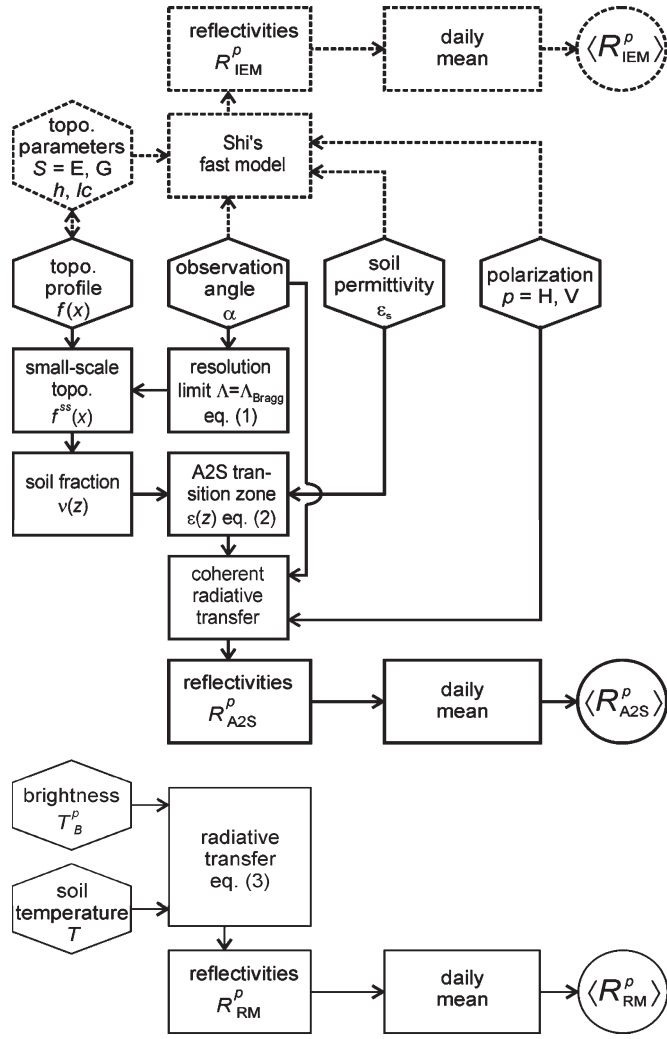 reflectivities
R^p_IEM
daily
mean
⟨R^p_IEM⟩
topo.
parameters
S = E, G
h, lc
Shi's
fast model
topo.
profile
f(x)
observation
angle
α
soil
permittivity
ε_s
polarization
p = H, V
small-scale
topo.
f^ss(x)
resolution
limit Λ=Λ_Bragg
eq. (1)
soil fraction
ν(z)
A2S tran-
sition zone
ε(z) eq. (2)
coherent
radiative
transfer
reflectivities
R^p_A2S
daily
mean
⟨R^p_A2S⟩
brightness
T^p_B
radiative
transfer
eq. (3)
soil
temperature
T
reflectivities
R^p_RM
daily
mean
⟨R^p_RM⟩